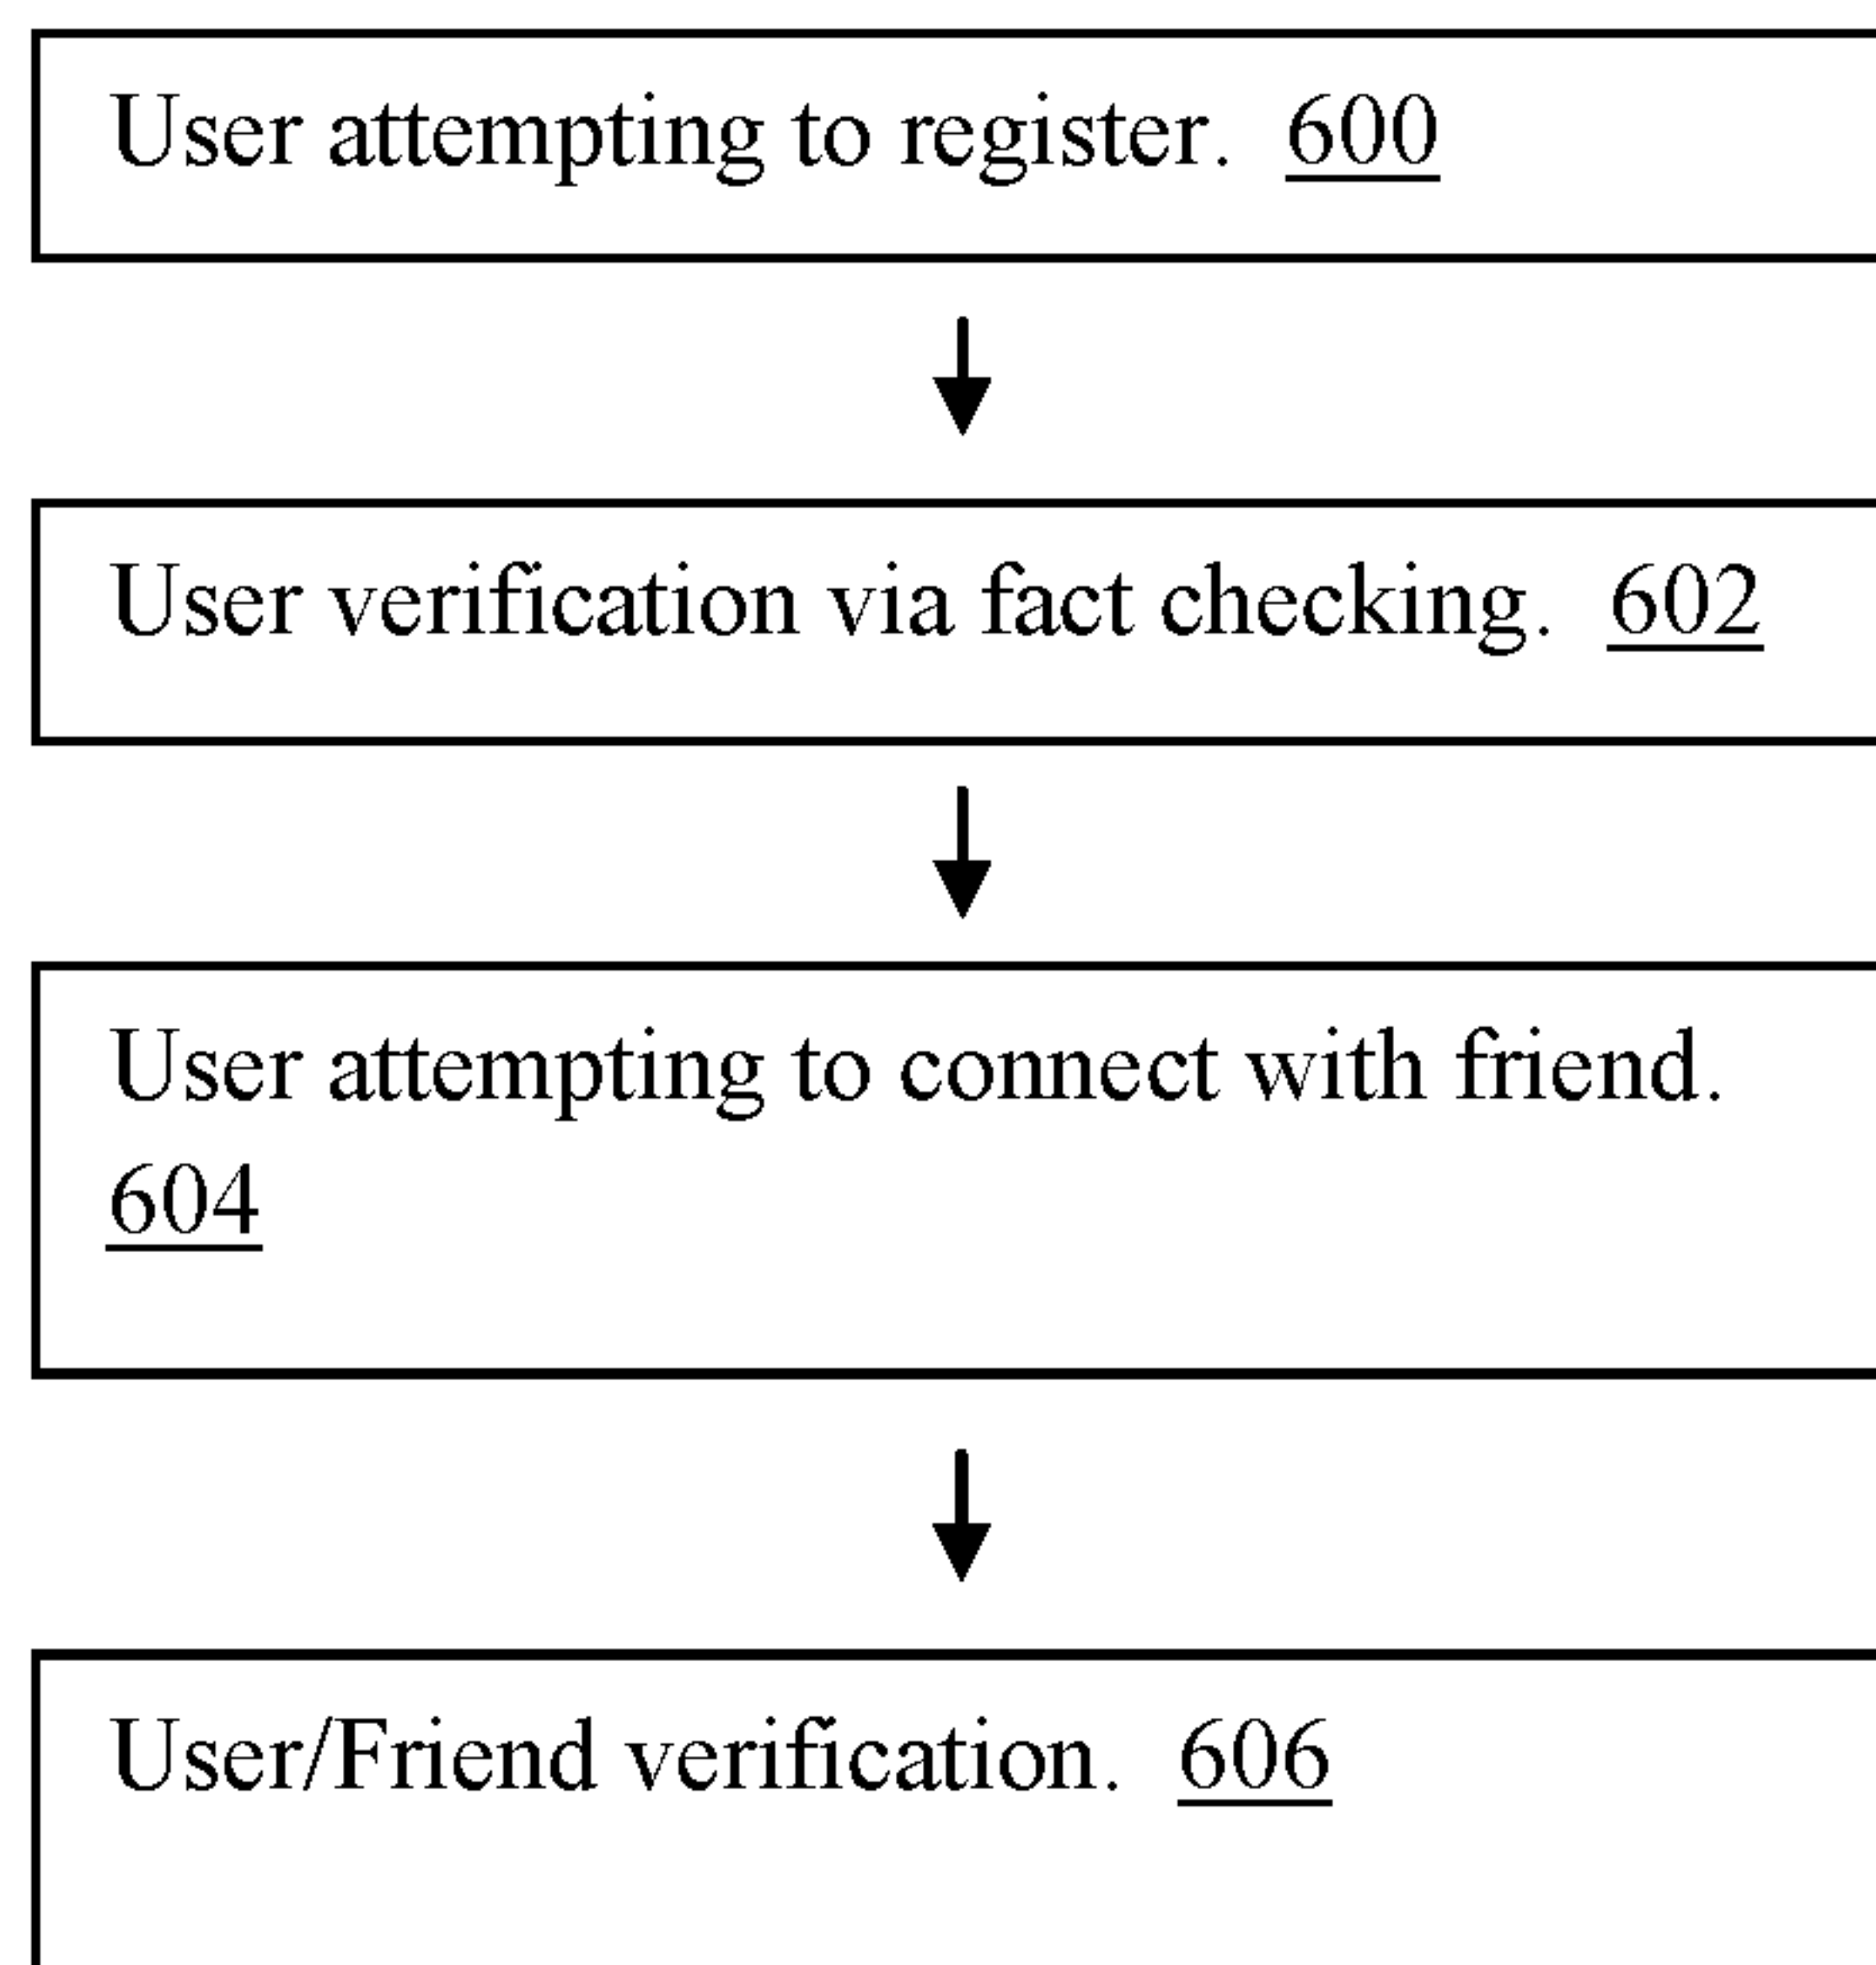 User attempting to register. 600
User verification via fact checking. 602
User attempting to connect with friend.
604
User/Friend verification. 606